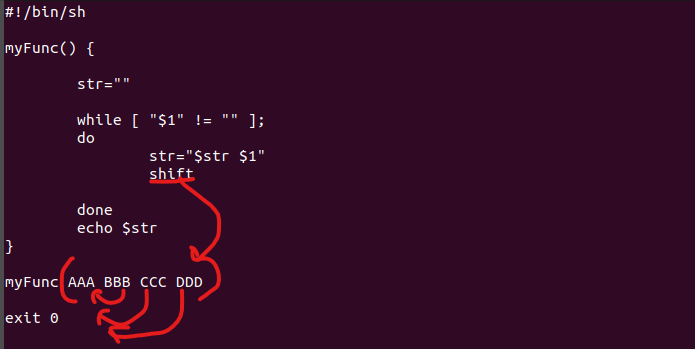 #!/bin/sh
myFunc() {
str=""
while [ "$1" != "" ];
do
str="$str $1"
shift
done
echo $str
}
myFunc AAA BBB CCC DDD
exit 0